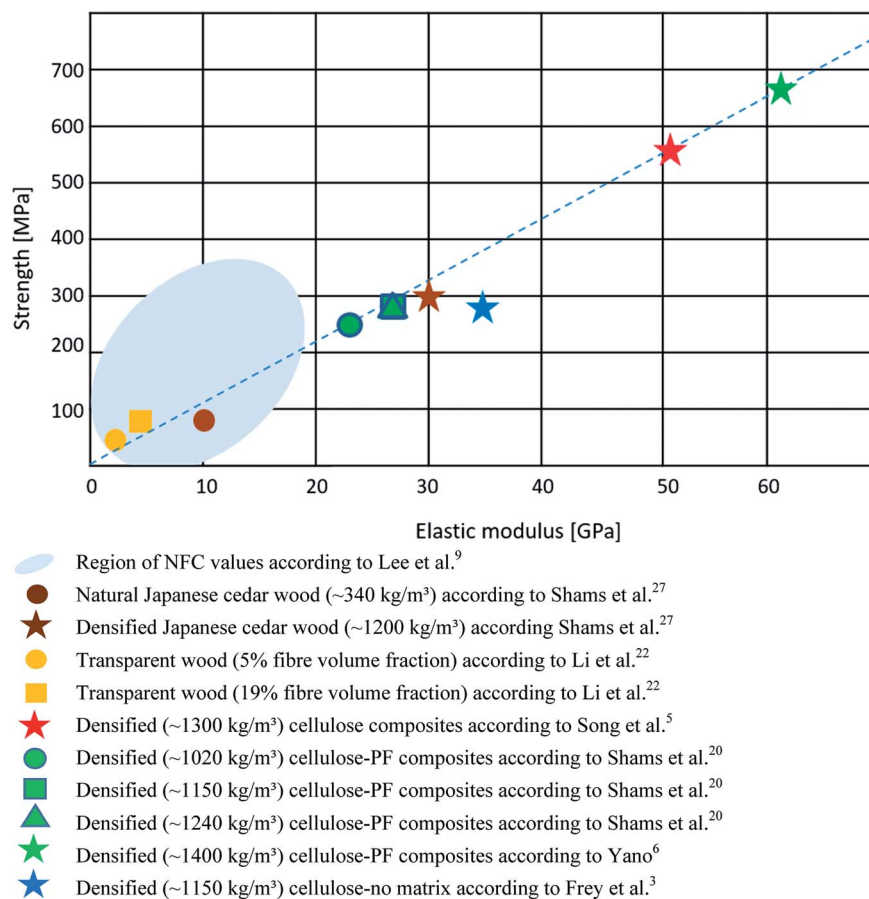 700
600
500
400
300
200
100
Strength [MPa]
0 10 20 30 40 50 60
Elastic modulus [GPa]
Region of NFC values according to Lee et al.⁹
Natural Japanese cedar wood (~340 kg/m³) according to Shams et al.²⁷
Densified Japanese cedar wood (~1200 kg/m³) according Shams et al.²⁷
Transparent wood (5% fibre volume fraction) according to Li et al.²²
Transparent wood (19% fibre volume fraction) according to Li et al.²²
Densified (~1300 kg/m³) cellulose composites according to Song et al.⁵
Densified (~1020 kg/m³) cellulose-PF composites according to Shams et al.²⁰
Densified (~1150 kg/m³) cellulose-PF composites according to Shams et al.²⁰
Densified (~1240 kg/m³) cellulose-PF composites according to Shams et al.²⁰
Densified (~1400 kg/m³) cellulose-PF composites according to Yano⁶
Densified (~1150 kg/m³) cellulose-no matrix according to Frey et al.³